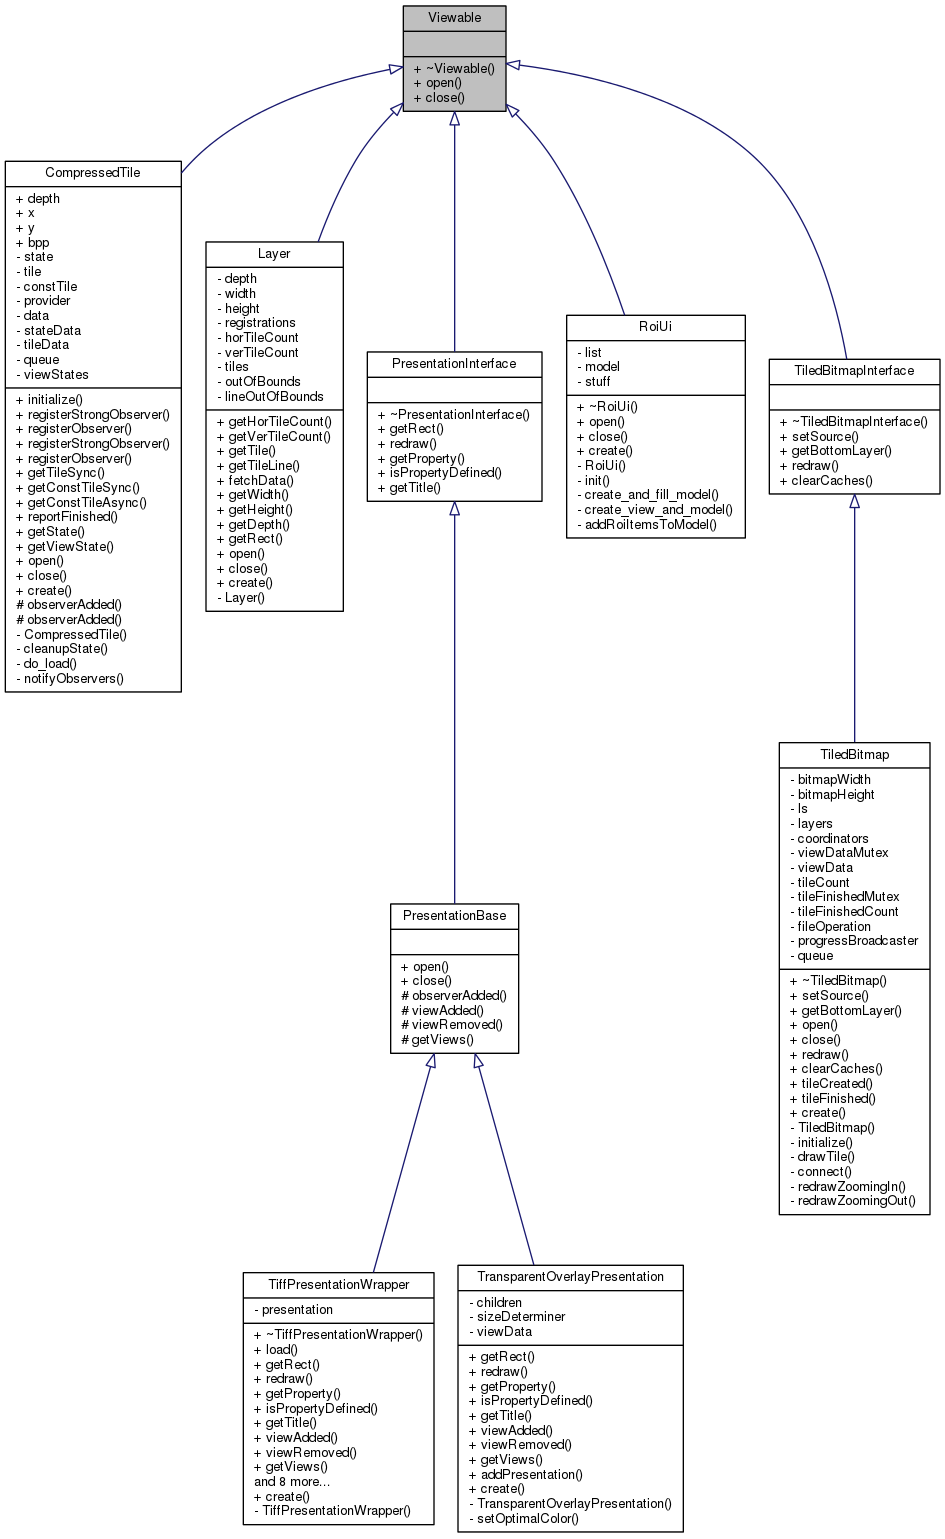 Viewable
+ ~Viewable()
+ open()
+ close()
CompressedTile
+ depth
+ x
+ y
+ bpp
- state
- tile
- constTile
- provider
- data
- stateData
- tileData
- queue
- viewStates
+ initialize()
+ registerStrongObserver()
+ registerObserver()
+ registerStrongObserver()
+ registerObserver()
+ getTileSync()
+ getConstTileSync()
+ getConstTileAsync()
+ reportFinished()
+ getState()
+ getViewState()
+ open()
+ close()
+ create()
# observerAdded()
# observerAdded()
- CompressedTile()
- cleanupState()
- do_load()
- notifyObservers()
Layer
- depth
- width
- height
- registrations
- horTileCount
- verTileCount
- tiles
- outOfBounds
- lineOutOfBounds
+ getHorTileCount()
+ getVerTileCount()
+ getTile()
+ getTileLine()
+ fetchData()
+ getWidth()
+ getHeight()
+ getDepth()
+ getRect()
+ open()
+ close()
+ create()
- Layer()
PresentationInterface
+ ~PresentationInterface()
+ getRect()
+ redraw()
+ getProperty()
+ isPropertyDefined()
+ getTitle()
RoiUi
- list
- model
- stuff
+ ~RoiUi()
+ open()
+ close()
+ create()
- RoiUi()
- init()
- create_and_fill_model()
- create_view_and_model()
- addRoiItemsToModel()
TiledBitmapInterface
+ ~TiledBitmapInterface()
+ setSource()
+ getBottomLayer()
+ redraw()
+ clearCaches()
TiledBitmap
- bitmapWidth
- bitmapHeight
- ls
- layers
- coordinators
- viewDataMutex
- viewData
- tileCount
- tileFinishedMutex
- tileFinishedCount
- fileOperation
- progressBroadcaster
- queue
+ ~TiledBitmap()
+ setSource()
+ getBottomLayer()
+ open()
+ close()
+ redraw()
+ clearCaches()
+ tileCreated()
+ tileFinished()
+ create()
- TiledBitmap()
- initialize()
- drawTile()
- connect()
- redrawZoomingIn()
- redrawZoomingOut()
PresentationBase
+ open()
+ close()
# observerAdded()
# viewAdded()
# viewRemoved()
# getViews()
TiffPresentationWrapper
- presentation
+ ~TiffPresentationWrapper()
+ load()
+ getRect()
+ redraw()
+ getProperty()
+ isPropertyDefined()
+ getTitle()
+ viewAdded()
+ viewRemoved()
+ getViews()
and 8 more...
+ create()
- TiffPresentationWrapper()
TransparentOverlayPresentation
- children
- sizeDeterminer
- viewData
+ getRect()
+ redraw()
+ getProperty()
+ isPropertyDefined()
+ getTitle()
+ viewAdded()
+ viewRemoved()
+ getViews()
+ addPresentation()
+ create()
- TransparentOverlayPresentation()
- setOptimalColor()